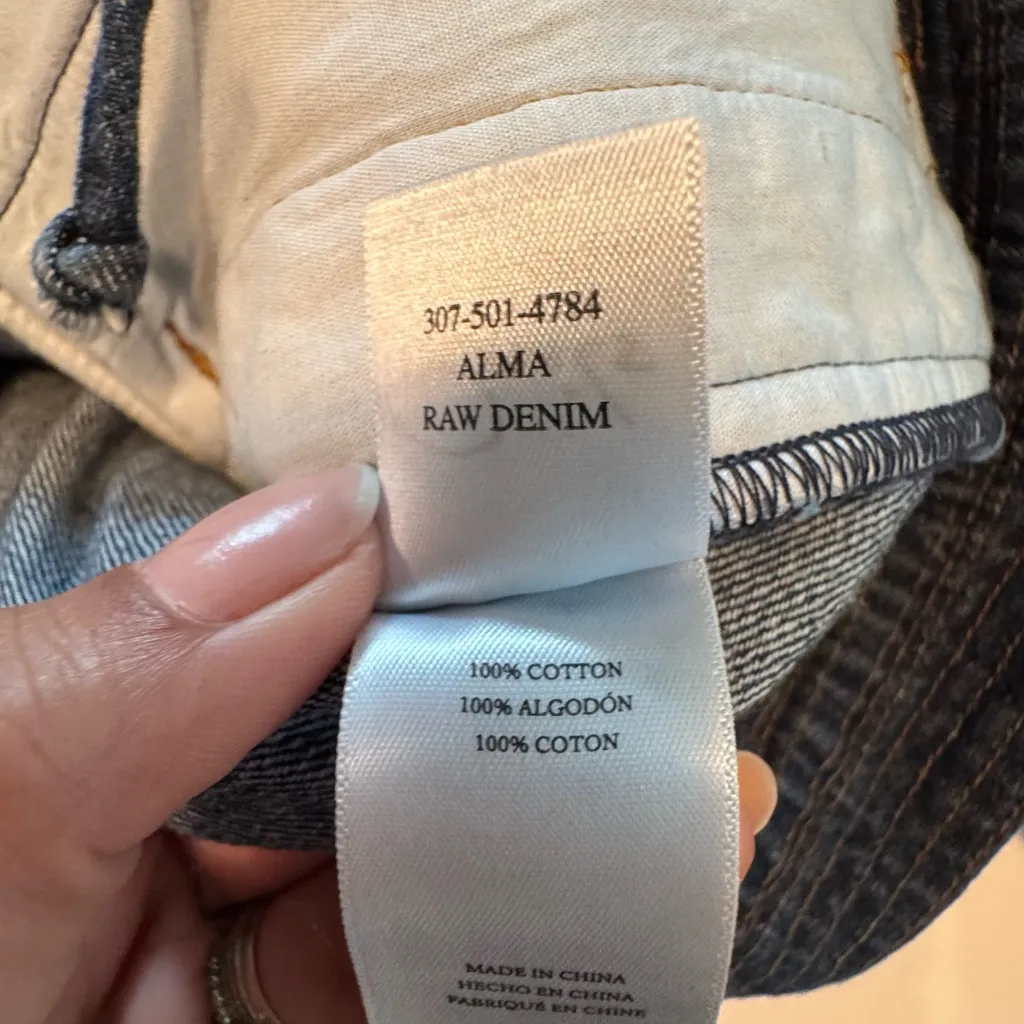 307-501-4784
ALMA
RAW DENIM
100% COTTON
100% ALGODÓN
100% COTON
MADE IN CHINA
HECHO EN CHINA
FABRIQUÉ EN CHINE